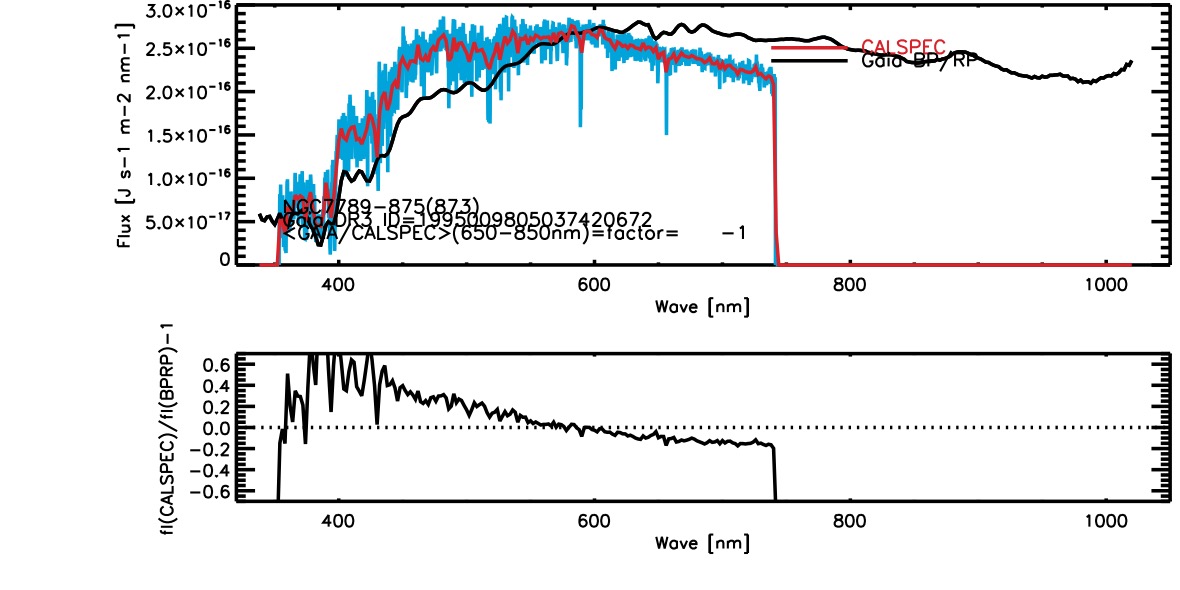 3.0×10⁻¹⁶
2.5×10⁻¹⁶
2.0×10⁻¹⁶
1.5×10⁻¹⁶
1.0×10⁻¹⁶
5.0×10⁻¹⁷
0
Flux [J s−1 m−2 nm−1]
CALSPEC
Gaia BP/RP
NGC7789−875(873)
Gaia DR3 ID=1995009805037420672
<GAIA/CALSPEC>(650−850nm)=factor= −1
400 600 800 1000
Wave [nm]
fl(CALSPEC)/fl(BPRP)−1
0.6
0.4
0.2
0.0
−0.2
−0.4
−0.6
400 600 800 1000
Wave [nm]